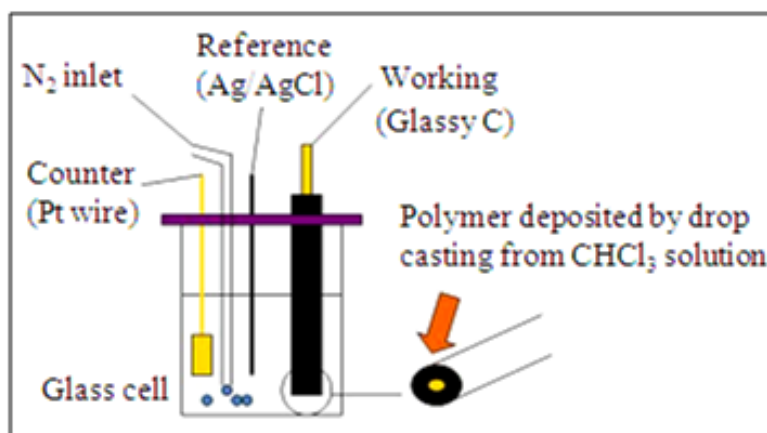 N₂ inlet
Reference
(Ag/AgCl)
Working
(Glassy C)
Counter
(Pt wire)
Polymer deposited by drop
casting from CHCl₃ solution
Glass cell